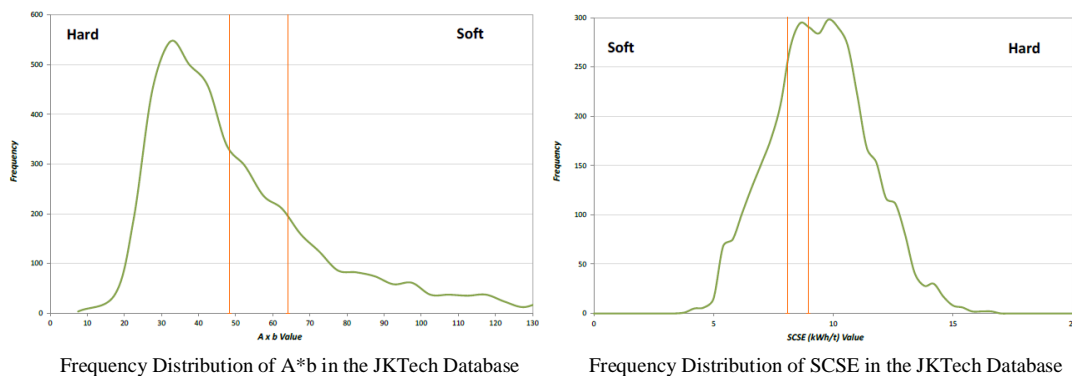 600
500
400
300
200
100
0
Frequency
Hard
Soft
0 10 20 30 40 50 60 70 80 90 100 110 120 130
A x b Value
Frequency Distribution of A*b in the JKTech Database
300
250
200
150
100
50
0
Frequency
Soft
Hard
0 5 10 15 20
SCSE (kWh/t) Value
Frequency Distribution of SCSE in the JKTech Database